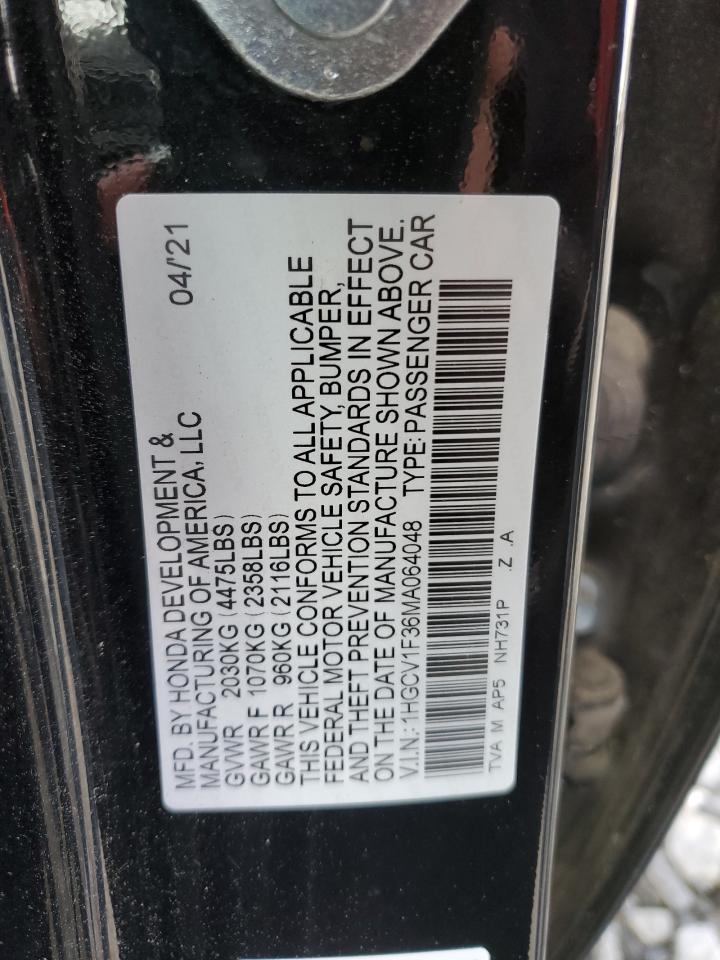 MFD. BY HONDA DEVELOPMENT &
MANUFACTURING OF AMERICA, LLC 04/'21
GVWR 2030KG (4475LBS)
GAWR F 1070KG (2358LBS)
GAWR R 960KG (2116LBS)
THIS VEHICLE CONFORMS TO ALL APPLICABLE
FEDERAL MOTOR VEHICLE SAFETY, BUMPER,
AND THEFT PREVENTION STANDARDS IN EFFECT
ON THE DATE OF MANUFACTURE SHOWN ABOVE.
V.I.N.: 1HGCV1F36MA064048 TYPE: PASSENGER CAR
TVA M AP5 NH731P .Z .A